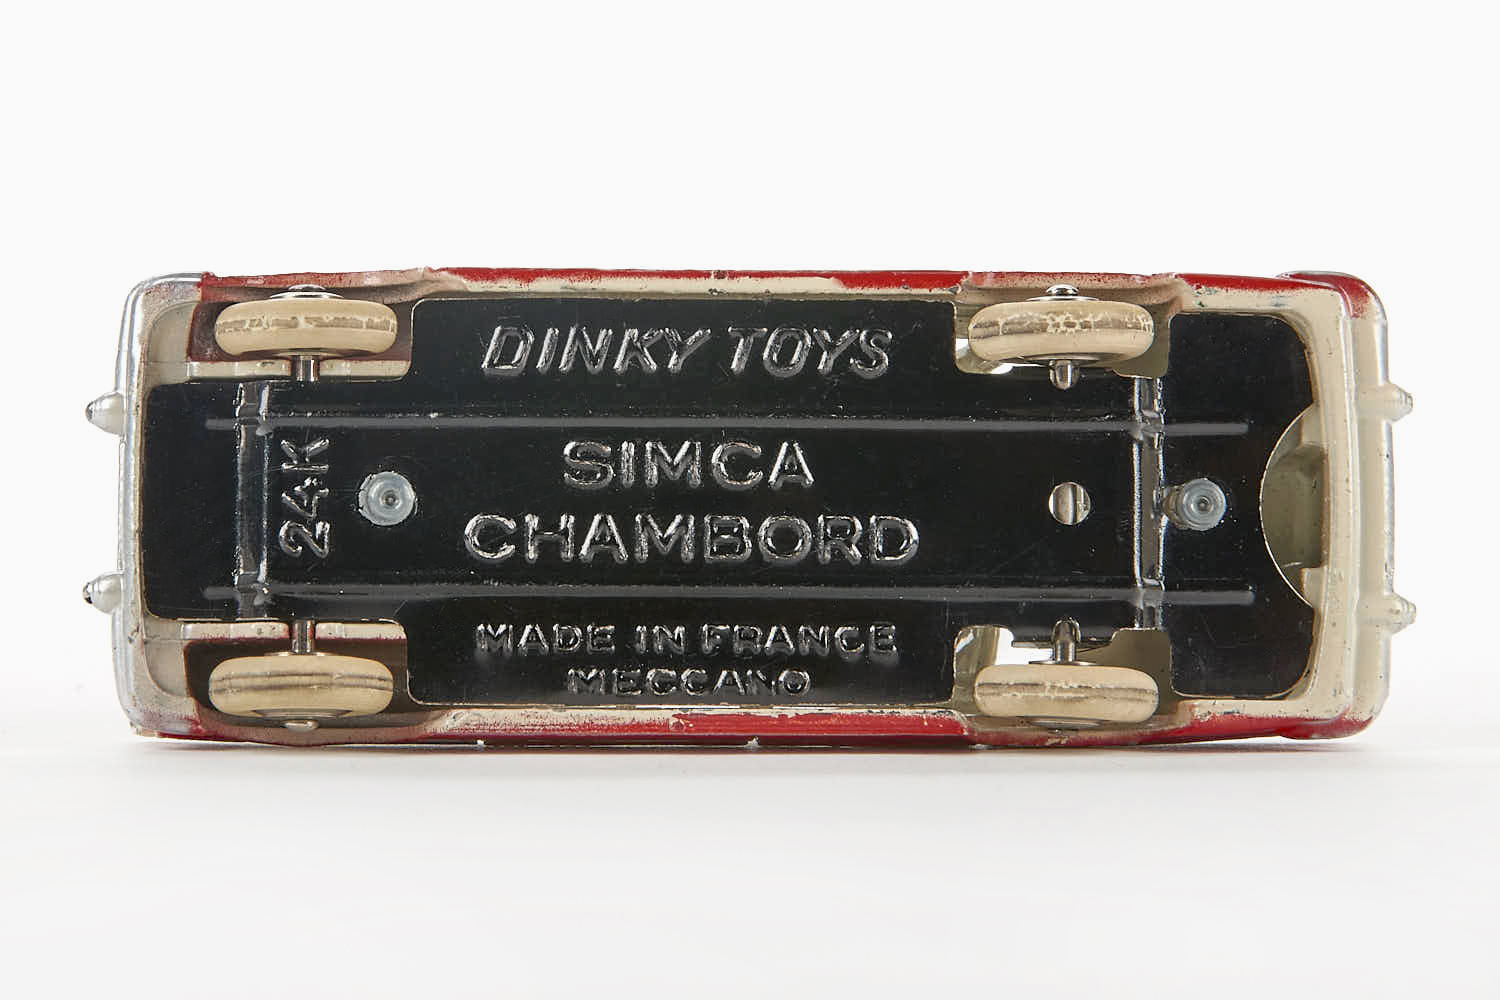 DINKY TOYS
24K
SIMCA
CHAMBORD
MADE IN FRANCE
MECCANO